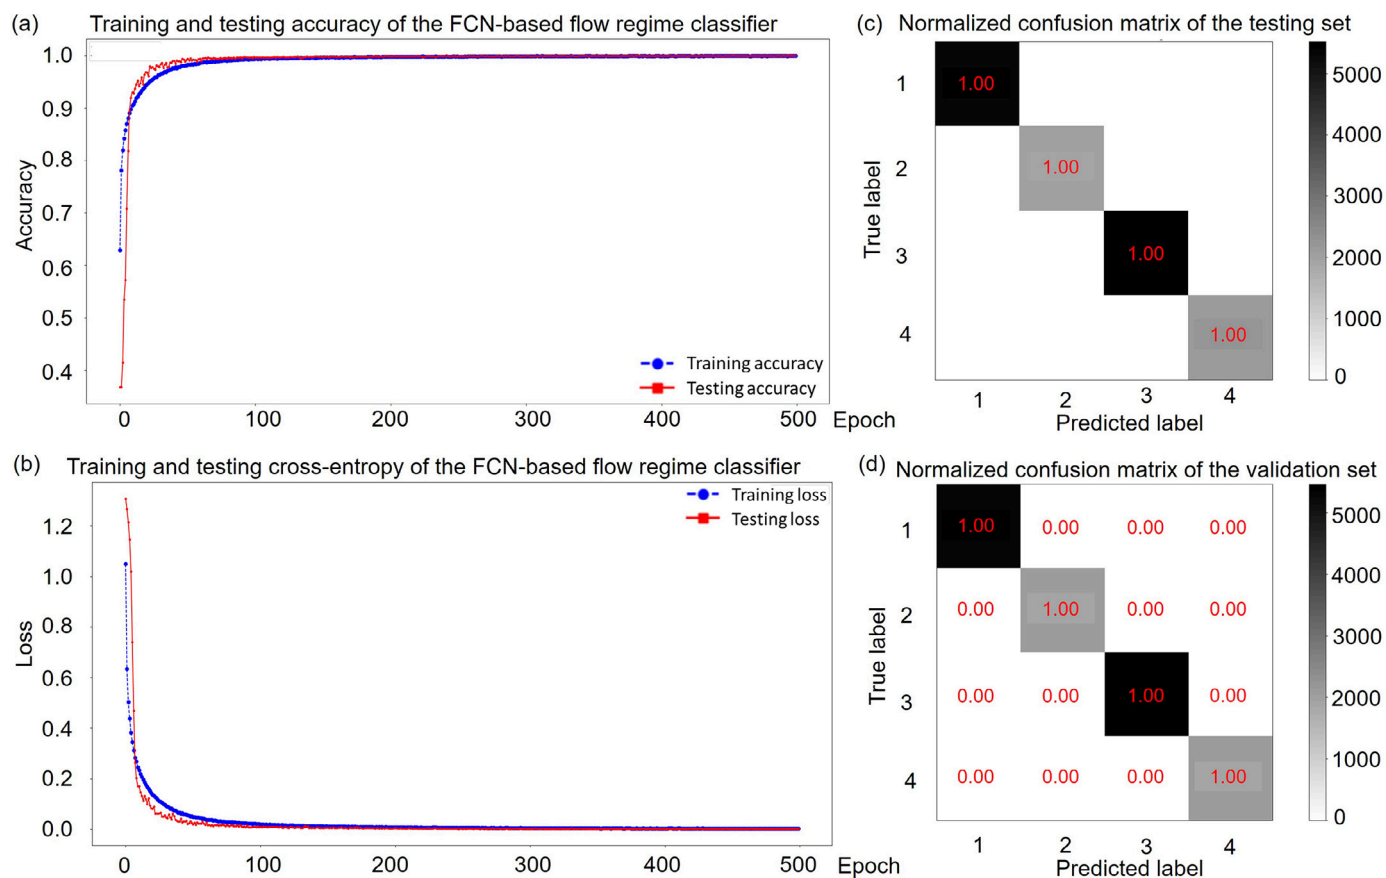 (a) Training and testing accuracy of the FCN-based flow regime classifier
1.0
0.9
0.8
0.7
0.6
0.5
0.4
Accuracy
Training accuracy
Testing accuracy
0 100 200 300 400 500 Epoch
(c) Normalized confusion matrix of the testing set
1 1.00
2 1.00
3 1.00
4 1.00
True label
1 2 3 4
Predicted label
5000
4000
3000
2000
1000
0
(b) Training and testing cross-entropy of the FCN-based flow regime classifier
Training loss
Testing loss
1.2
1.0
0.8
0.6
0.4
0.2
0.0
Loss
0 100 200 300 400 500 Epoch
(d) Normalized confusion matrix of the validation set
1 1.00 0.00 0.00 0.00
2 0.00 1.00 0.00 0.00
3 0.00 0.00 1.00 0.00
4 0.00 0.00 0.00 1.00
True label
1 2 3 4
Predicted label
5000
4000
3000
2000
1000
0